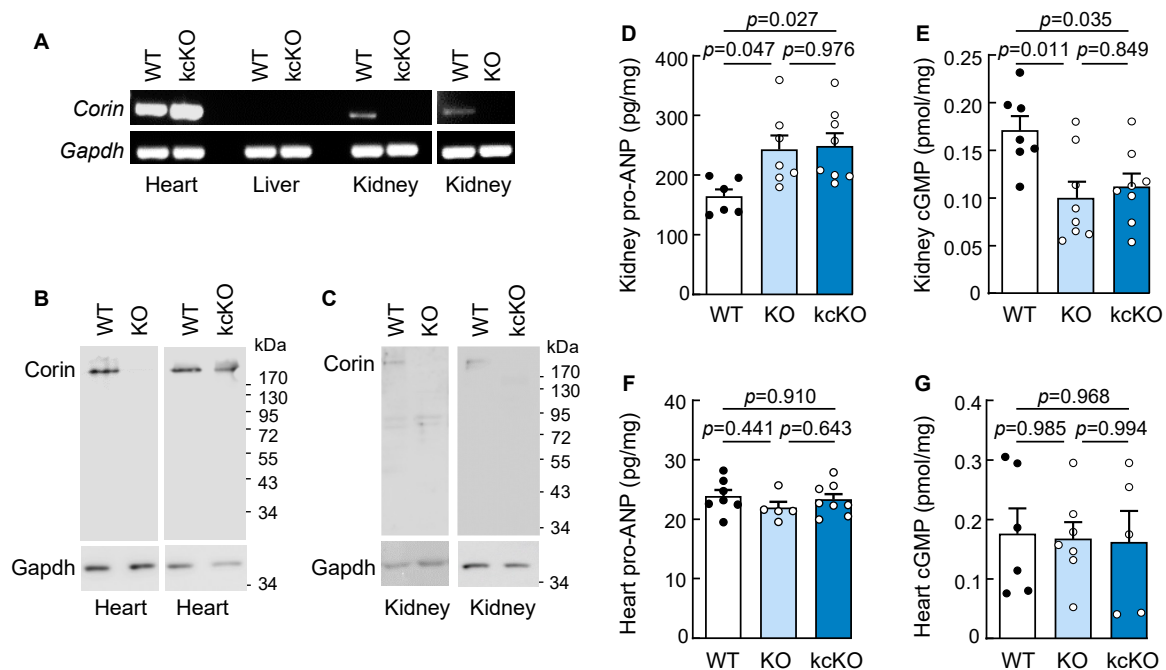 A
WT
kcKO
WT
kcKO
WT
kcKO
WT
KO
Corin
Gapdh
Heart
Liver
Kidney
Kidney
B
WT
KO
WT
kcKO
kDa
Corin
170
130
95
72
55
43
34
Gapdh
34
Heart
Heart
C
WT
KO
WT
kcKO
kDa
Corin
170
130
95
72
55
43
34
Gapdh
34
Kidney
Kidney
D
p=0.027
p=0.047
p=0.976
Kidney pro-ANP (pg/mg)
400
300
200
100
0
WT
KO
kcKO
E
p=0.035
p=0.011
p=0.849
Kidney cGMP (pmol/mg)
0.20
0.15
0.10
0.05
0
WT
KO
kcKO
F
p=0.910
p=0.441
p=0.643
Heart pro-ANP (pg/mg)
40
30
20
10
0
WT
KO
kcKO
G
p=0.968
p=0.985
p=0.994
Heart cGMP (pmol/mg)
0.4
0.3
0.2
0.1
0
WT
KO
kcKO